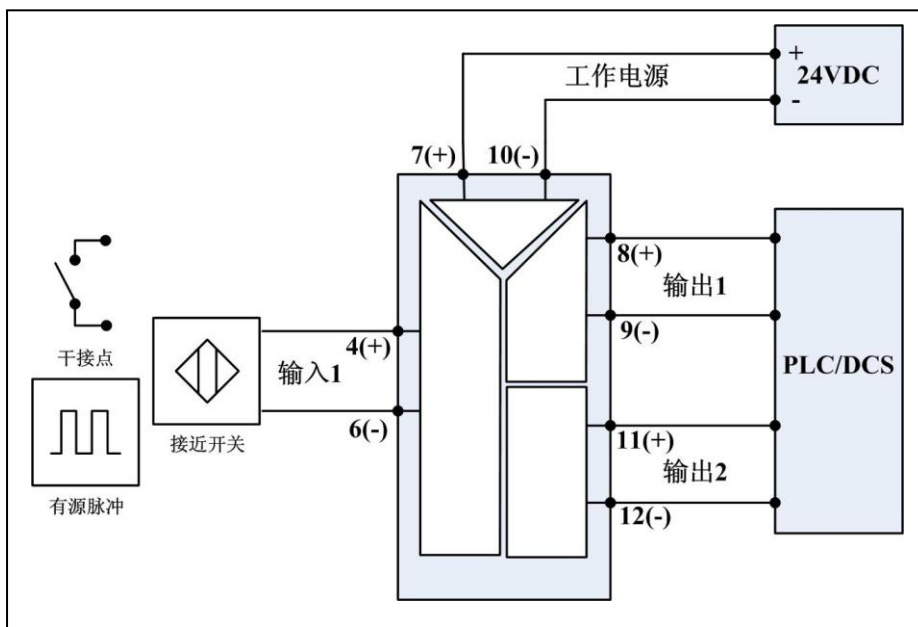 +
工作电源
24VDC
-
7(+)
10(-)
8(+)
输出1
9(-)
干接点
4(+)
输入1
6(-)
接近开关
有源脉冲
PLC/DCS
11(+)
输出2
12(-)